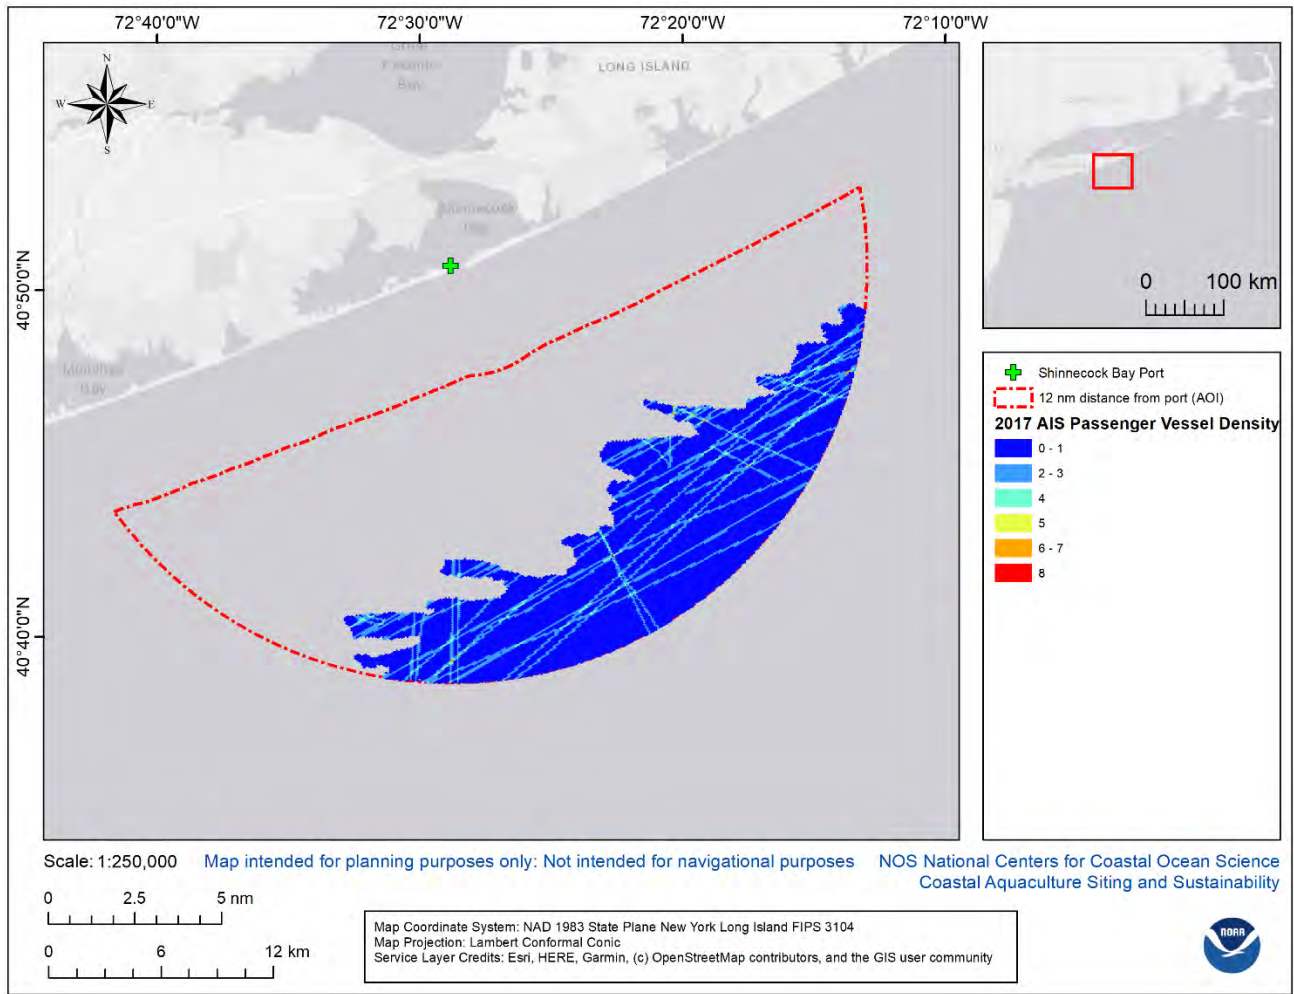 72°40'0"W
72°30'0"W
72°20'0"W
72°10'0"W
N
W
E
S
LONG ISLAND
Bay
Shinnecock
40°50'0"N
Bay
40°40'0"N
0 100 km
Shinnecock Bay Port
12 nm distance from port (AOI)
2017 AIS Passenger Vessel Density
0 - 1
2 - 3
4
5
6 - 7
8
Scale: 1:250,000
Map intended for planning purposes only: Not intended for navigational purposes
NOS National Centers for Coastal Ocean Science
Coastal Aquaculture Siting and Sustainability
0 2.5 5 nm
0 6 12 km
Map Coordinate System: NAD 1983 State Plane New York Long Island FIPS 3104
Map Projection: Lambert Conformal Conic
Service Layer Credits: Esri, HERE, Garmin, (c) OpenStreetMap contributors, and the GIS user community
NOAA